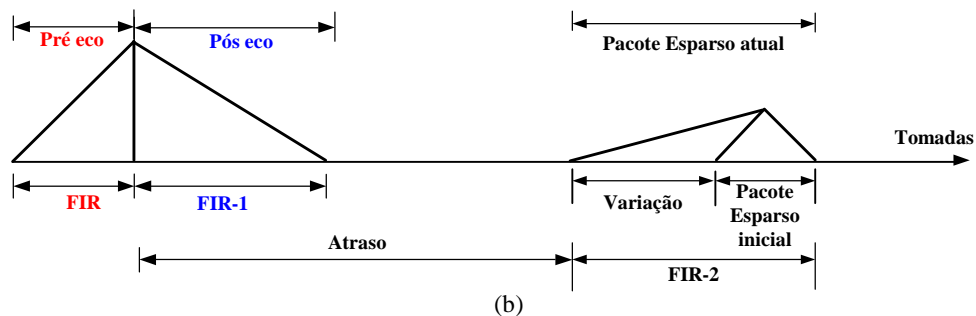 Pré eco
Pós eco
Pacote Esparso atual
Tomadas
FIR
FIR-1
Variação
Pacote
Esparso
inicial
Atraso
FIR-2
(b)